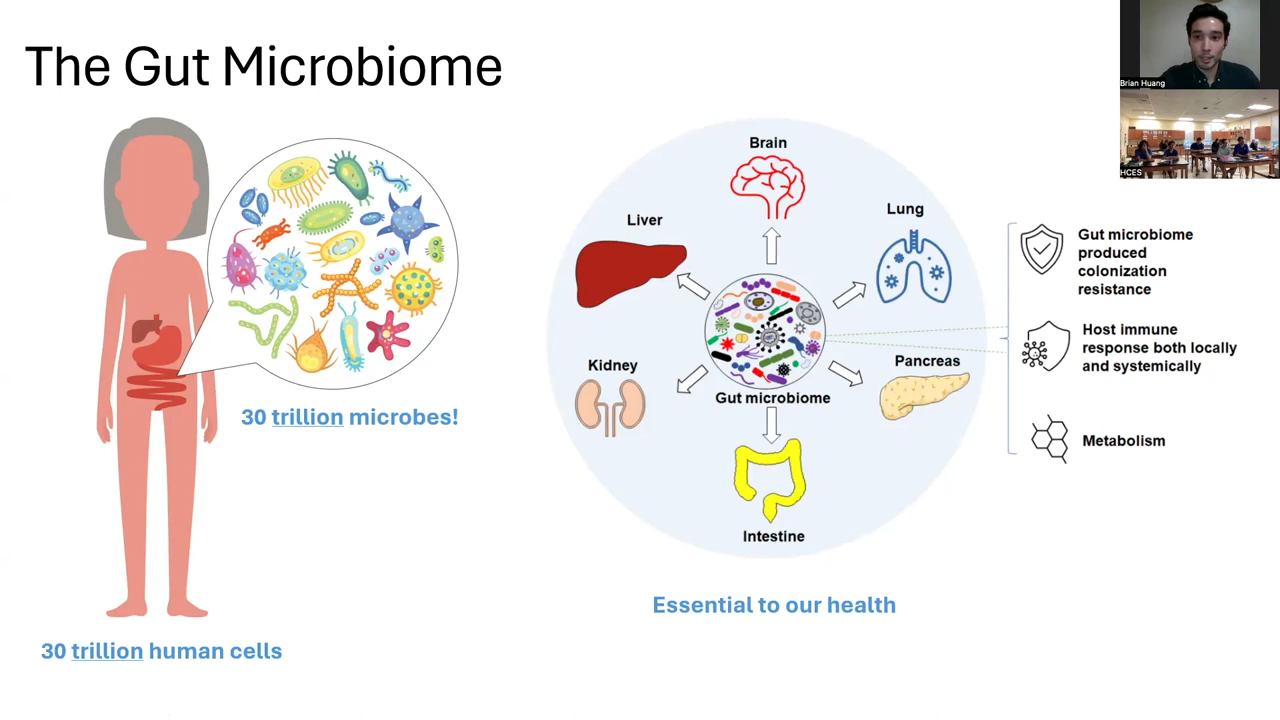 The Gut Microbiome
Brian Huang
HCES
30 trillion microbes!
30 trillion human cells
Brain
Liver
Lung
Kidney
Pancreas
Gut microbiome
Intestine
Essential to our health
Gut microbiome
produced
colonization
resistance
Host immune
response both locally
and systemically
Metabolism